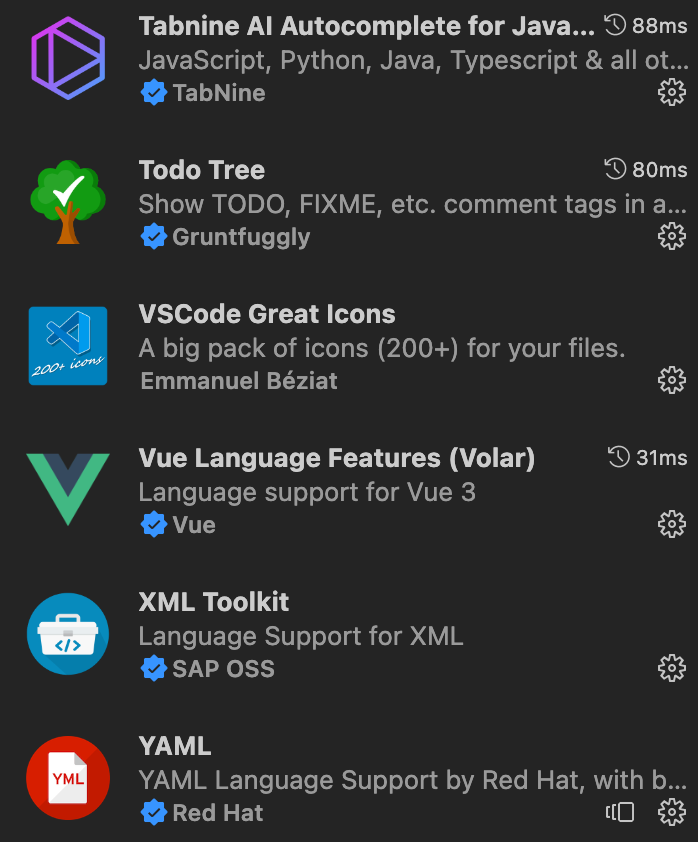 Tabnine AI Autocomplete for Java... 88ms
JavaScript, Python, Java, Typescript & all ot...
TabNine
Todo Tree 80ms
Show TODO, FIXME, etc. comment tags in a...
Gruntfuggly
VSCode Great Icons
200+ icons
A big pack of icons (200+) for your files.
Emmanuel Béziat
Vue Language Features (Volar) 31ms
Language support for Vue 3
Vue
XML Toolkit
</>
Language Support for XML
SAP OSS
YAML
YML
YAML Language Support by Red Hat, with b...
Red Hat